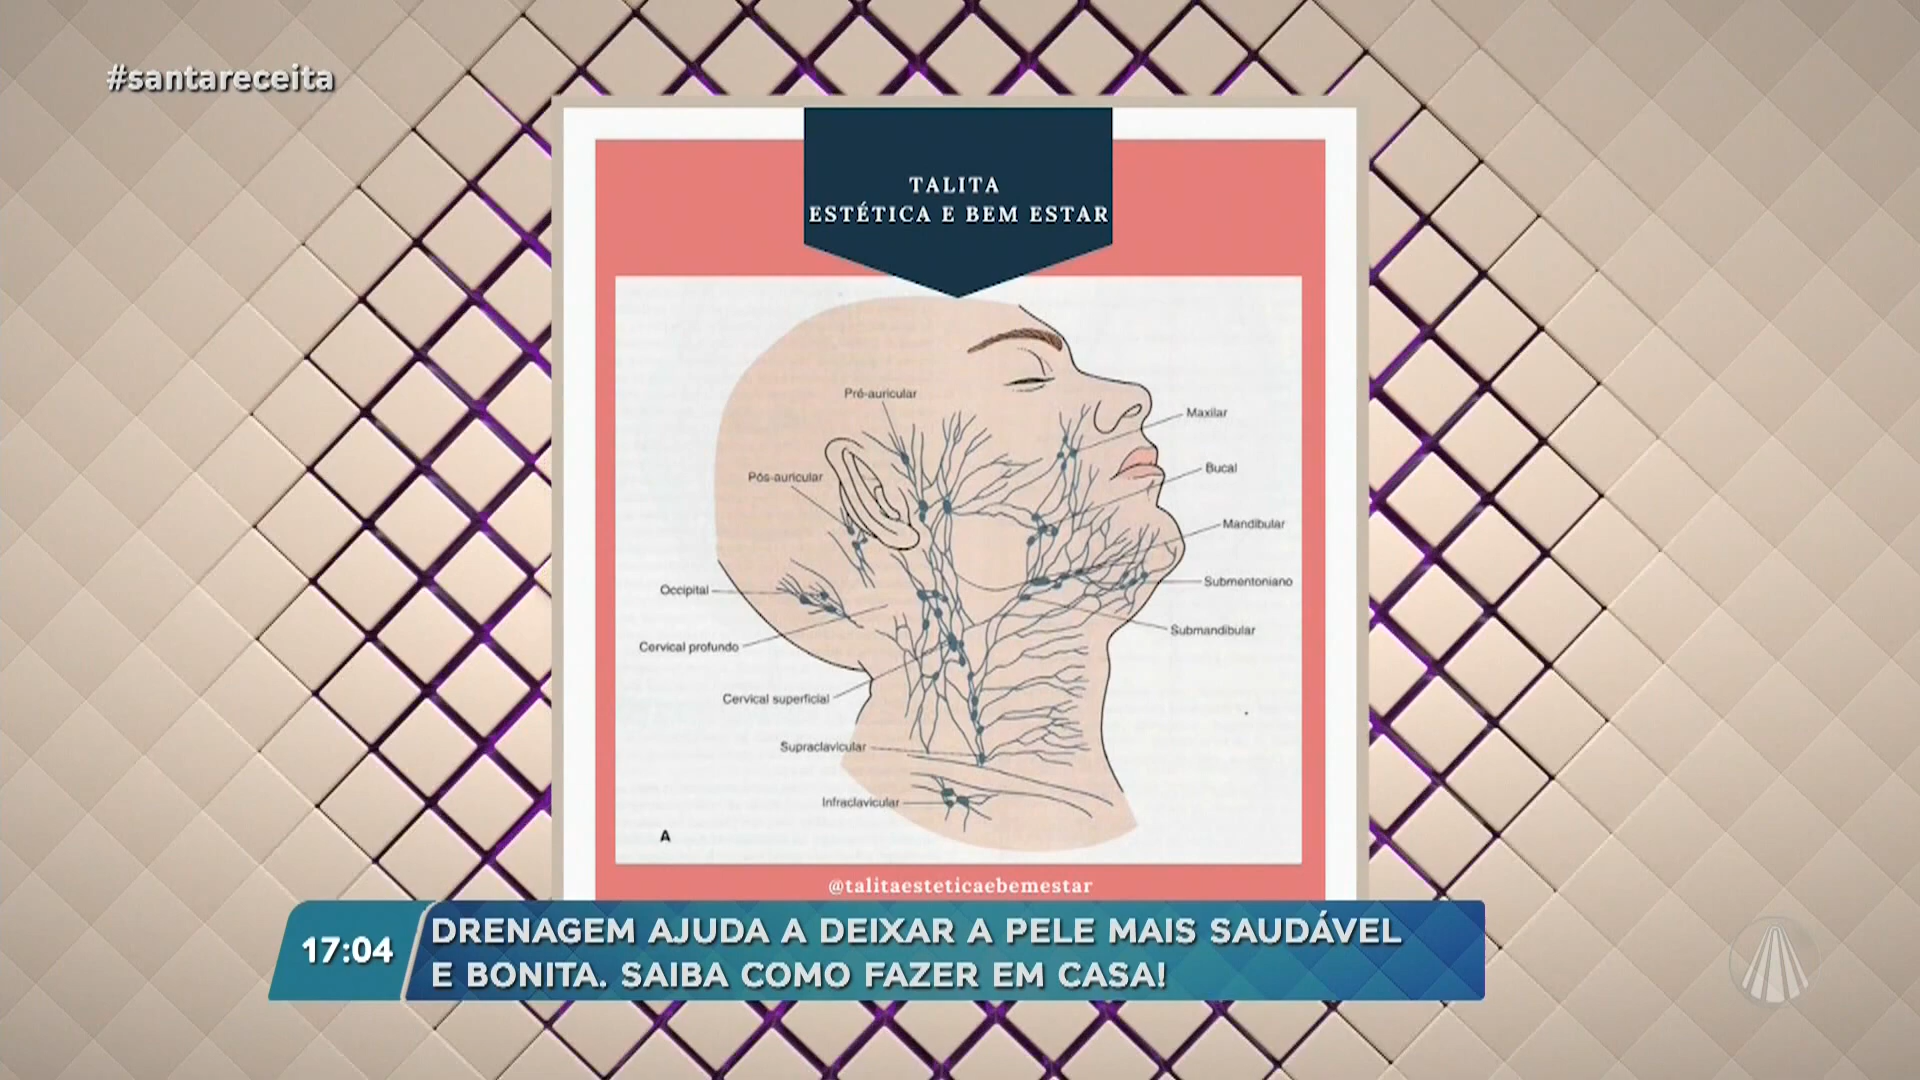 #santareceita
TALITA
ESTÉTICA E BEM ESTAR
Pré-auricular
Maxilar
Bucal
Pós-auricular
Mandibular
Submentoniano
Occipital
Submandibular
Cervical profundo
Cervical superficial
Supraclavicular
Infraclavicular
A
@talitaesteticaebemestar
17:04
DRENAGEM AJUDA A DEIXAR A PELE MAIS SAUDÁVEL
E BONITA. SAIBA COMO FAZER EM CASA!